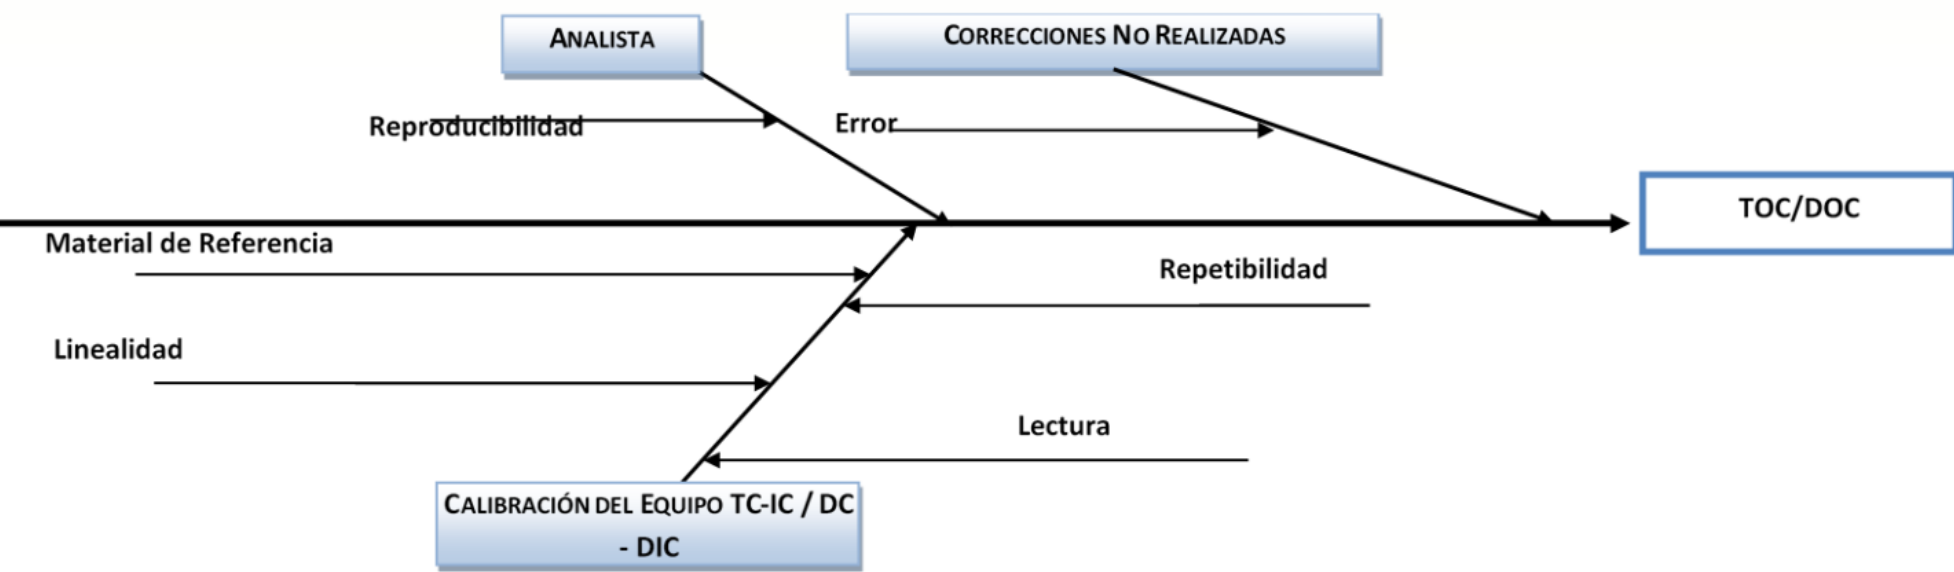 ANALISTA
CORRECCIONES NO REALIZADAS
Reproducibilidad
Error
TOC/DOC
Material de Referencia
Repetibilidad
Linealidad
Lectura
CALIBRACIÓN DEL EQUIPO TC-IC / DC
- DIC